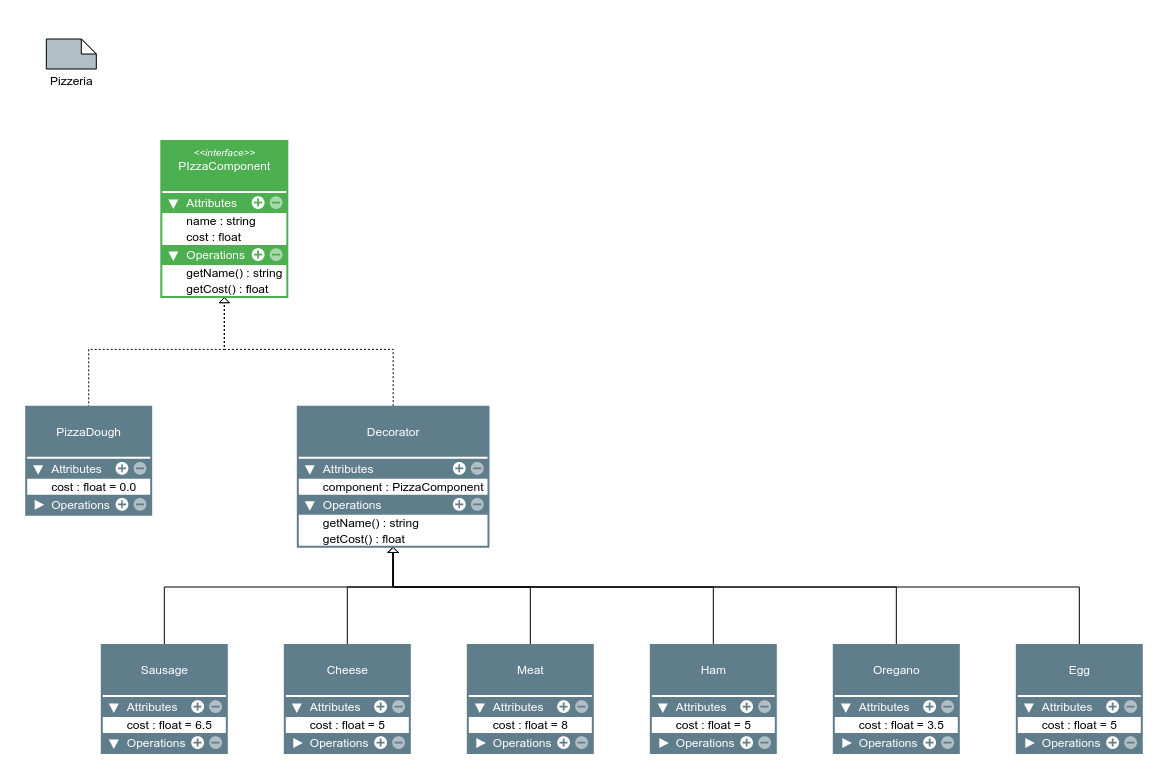 Pizzeria
<<interface>>
PIzzaComponent
Attributes
name : string
cost : float
Operations
getName() : string
getCost() : float
PizzaDough
Attributes
cost : float = 0.0
Operations
Decorator
Attributes
component : PizzaComponent
Operations
getName() : string
getCost() : float
Sausage
Attributes
cost : float = 6.5
Operations
Cheese
Attributes
cost : float = 5
Operations
Meat
Attributes
cost : float = 8
Operations
Ham
Attributes
cost : float = 5
Operations
Oregano
Attributes
cost : float = 3.5
Operations
Egg
Attributes
cost : float = 5
Operations